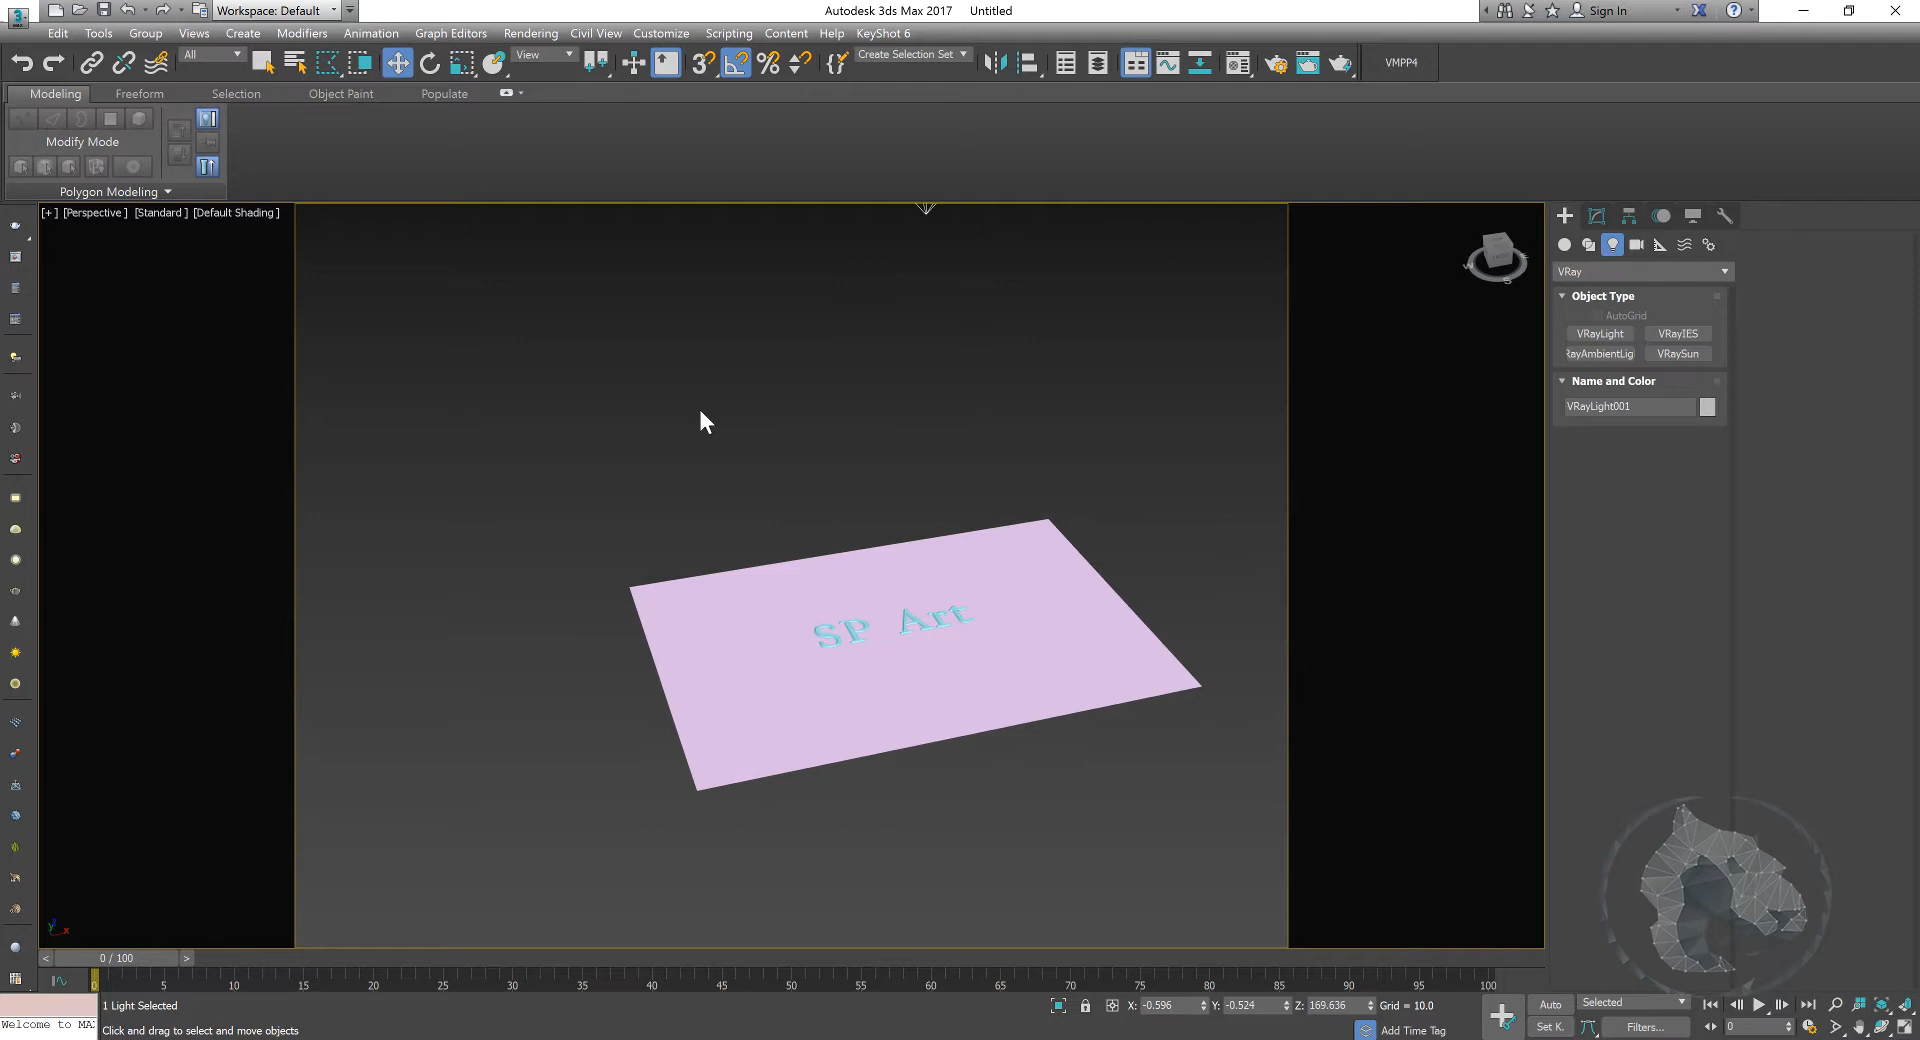 Workspace: Default
Autodesk 3ds Max 2017 Untitled
Sign In
Edit Tools Group Views Create Modifiers Animation Graph Editors Rendering Civil View Customize Scripting Content Help KeyShot 6
All
View
Create Selection Set
VMPP4
Modeling Freeform Selection Object Paint Populate
Modify Mode
Polygon Modeling
[+] [Perspective] [Standard] [Default Shading]
VRay
Object Type
AutoGrid
VRayLight VRayIES
RayAmbientLig VRaySun
Name and Color
VRayLight001
SP Art
0 / 100
0 5 10 15 20 25 30 35 40 45 50 55 60 65 70 75 80 85 90 95 100
1 Light Selected
X: -0.596 Y: -0.524 Z: 169.636 Grid = 10.0
Auto Selected
Welcome to MAX
Click and drag to select and move objects
Add Time Tag
Set K. Filters... 0